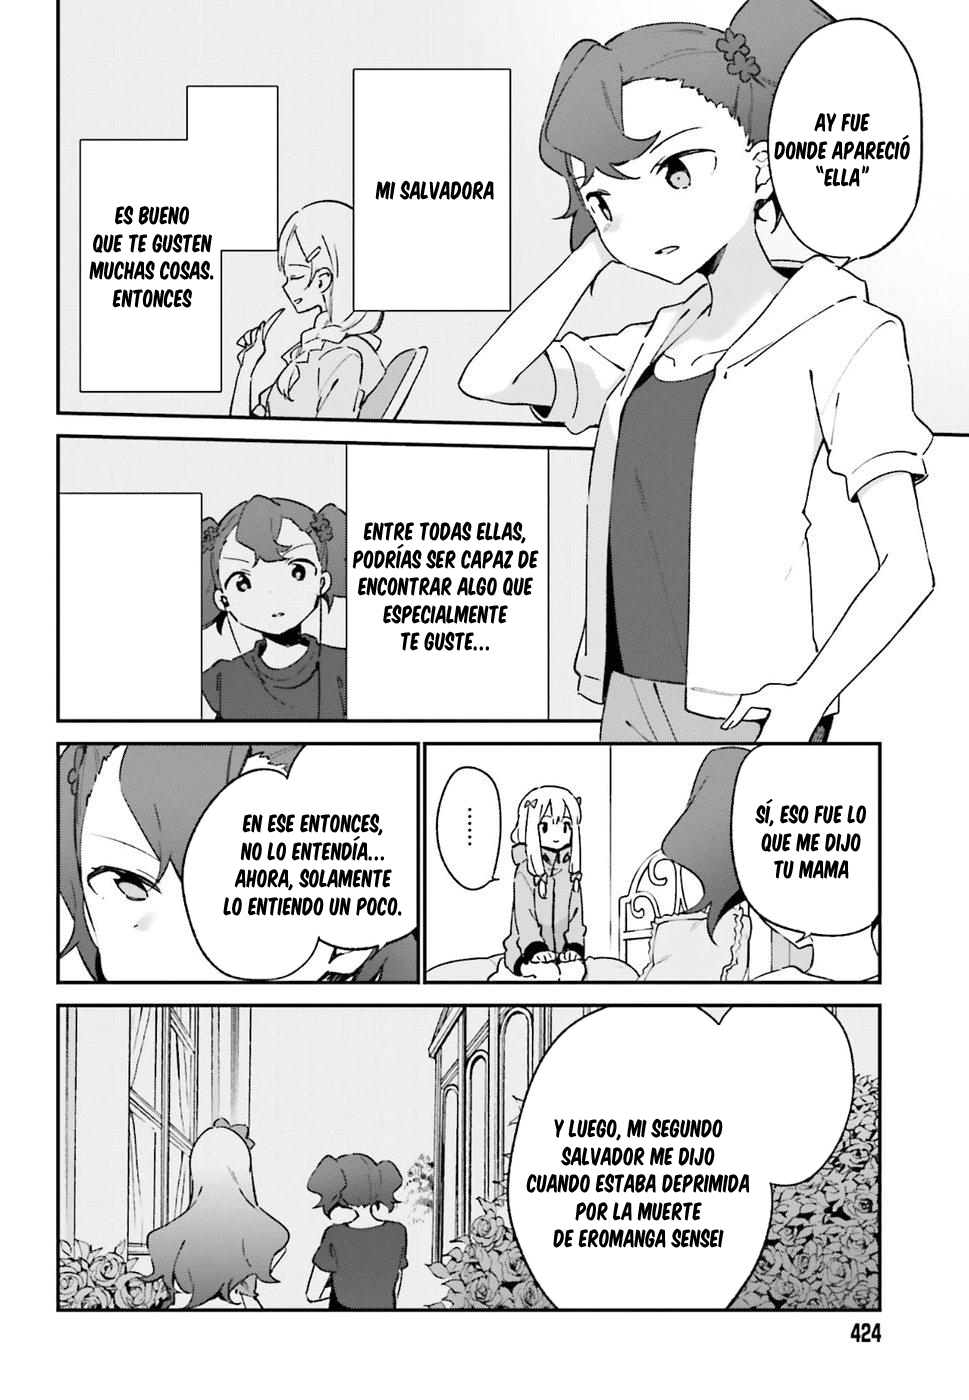 AY FUE
DONDE APARECIÓ
"ELLA"
MI SALVADORA
ES BUENO
QUE TE GUSTEN
MUCHAS COSAS.
ENTONCES
ENTRE TODAS ELLAS,
PODRÍAS SER CAPAZ DE
ENCONTRAR ALGO QUE
ESPECIALMENTE
TE GUSTE...
SÍ, ESO FUE LO
QUE ME DIJO
TU MAMA
......
EN ESE ENTONCES,
NO LO ENTENDÍA...
AHORA, SOLAMENTE
LO ENTIENDO UN POCO.
Y LUEGO, MI SEGUNDO
SALVADOR ME DIJO
CUANDO ESTABA DEPRIMIDA
POR LA MUERTE
DE EROMANGA SENSEI
424